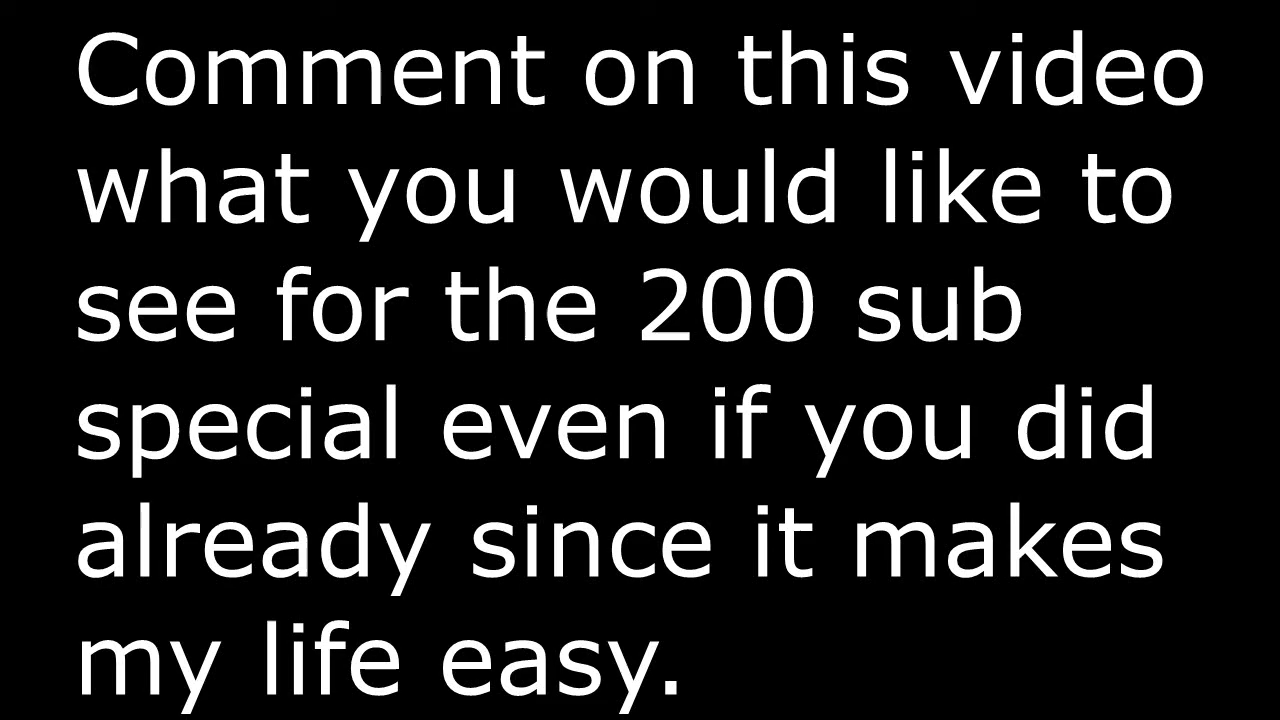 Comment on this video
what you would like to
see for the 200 sub
special even if you did
already since it makes
my life easy.